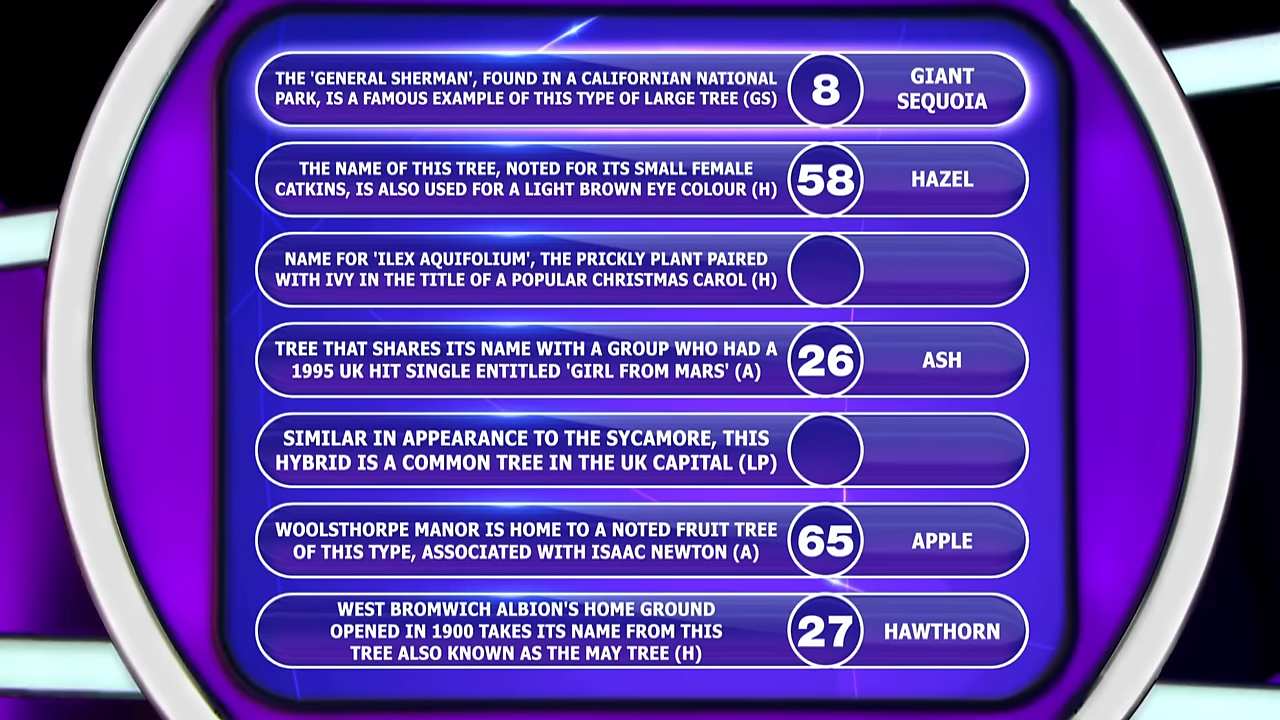 THE 'GENERAL SHERMAN', FOUND IN A CALIFORNIAN NATIONAL
PARK, IS A FAMOUS EXAMPLE OF THIS TYPE OF LARGE TREE (GS)
8
GIANT
SEQUOIA
THE NAME OF THIS TREE, NOTED FOR ITS SMALL FEMALE
CATKINS, IS ALSO USED FOR A LIGHT BROWN EYE COLOUR (H)
58
HAZEL
NAME FOR 'ILEX AQUIFOLIUM', THE PRICKLY PLANT PAIRED
WITH IVY IN THE TITLE OF A POPULAR CHRISTMAS CAROL (H)
TREE THAT SHARES ITS NAME WITH A GROUP WHO HAD A
1995 UK HIT SINGLE ENTITLED 'GIRL FROM MARS' (A)
26
ASH
SIMILAR IN APPEARANCE TO THE SYCAMORE, THIS
HYBRID IS A COMMON TREE IN THE UK CAPITAL (LP)
WOOLSTHORPE MANOR IS HOME TO A NOTED FRUIT TREE
OF THIS TYPE, ASSOCIATED WITH ISAAC NEWTON (A)
65
APPLE
WEST BROMWICH ALBION'S HOME GROUND
OPENED IN 1900 TAKES ITS NAME FROM THIS
TREE ALSO KNOWN AS THE MAY TREE (H)
27
HAWTHORN